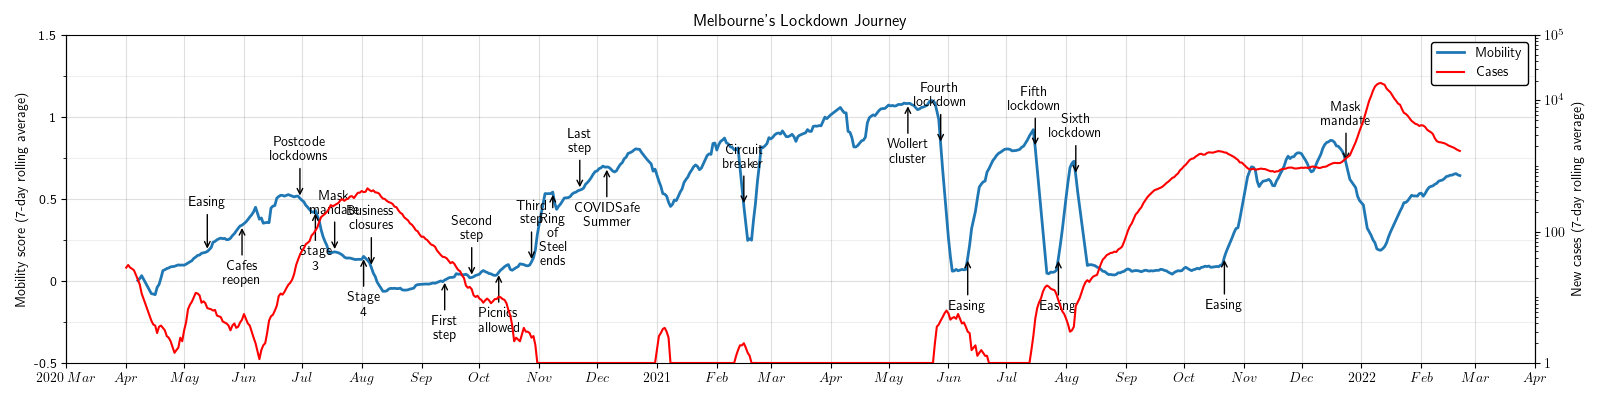 Melbourne's Lockdown Journey
Mobility score (7-day rolling average)
1.5
1
0.5
0
-0.5
10^5
10^4
100
1
New cases (7-day rolling average)
Mobility
Cases
Easing
Cafes
reopen
Postcode
lockdowns
Stage
3
Mask
mandate
Business
closures
Stage
4
First
step
Second
step
Picnics
allowed
Third
step
Ring
of
Steel
ends
Last
step
COVIDSafe
Summer
Circuit
breaker
Wollert
cluster
Fourth
lockdown
Easing
Fifth
lockdown
Easing
Sixth
lockdown
Easing
Mask
mandate
2020 Mar Apr May Jun Jul Aug Sep Oct Nov Dec 2021 Feb Mar Apr May Jun Jul Aug Sep Oct Nov Dec 2022 Feb Mar Apr